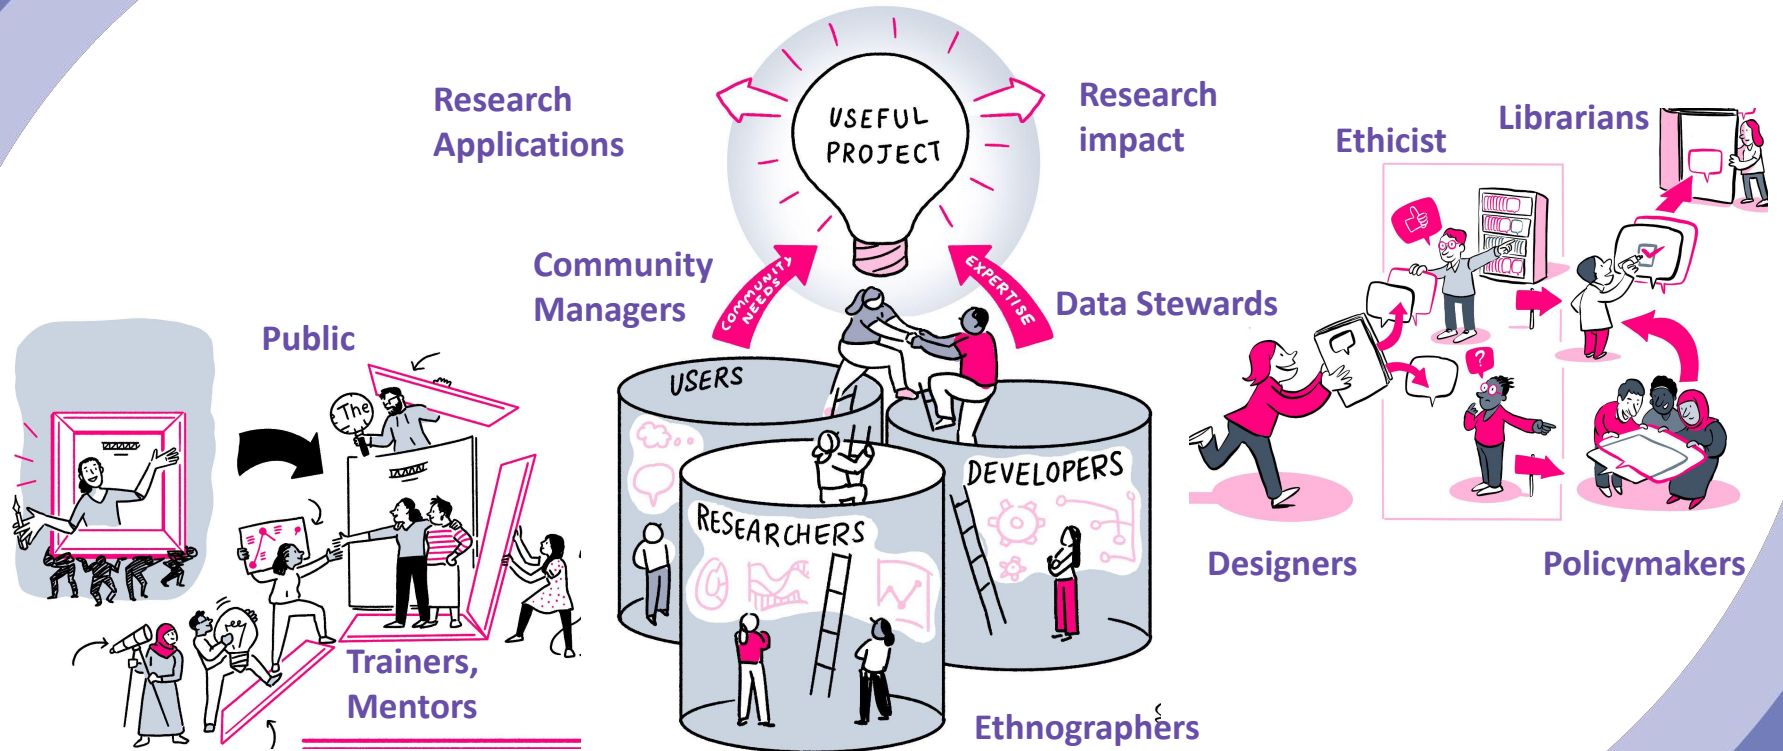 Research
Applications
USEFUL
PROJECT
Research
impact
Ethicist
Librarians
Community
Managers
COMMUNITY
NEEDS
EXPERTISE
Data Stewards
Public
The
USERS
DEVELOPERS
RESEARCHERS
C
?
Designers
Policymakers
Trainers,
Mentors
Ethnographers